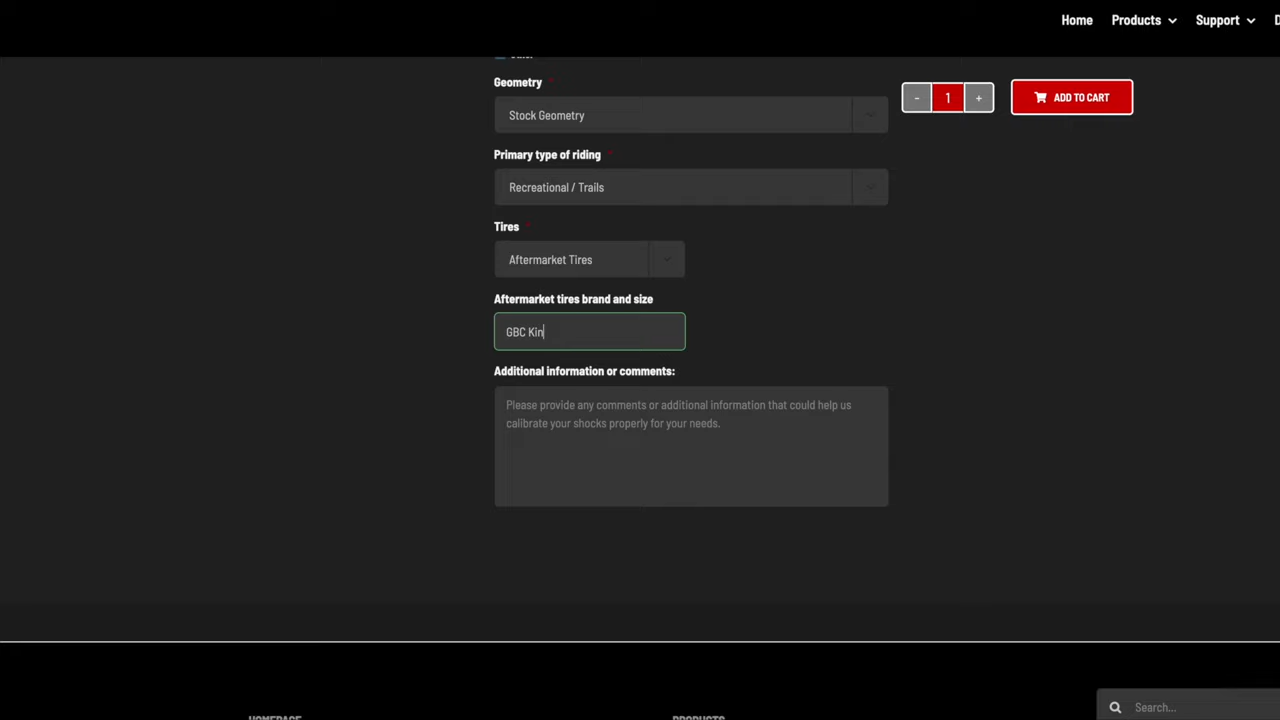 Home Products Support
Geometry *
Stock Geometry
- 1 + ADD TO CART
Primary type of riding *
Recreational / Trails
Tires *
Aftermarket Tires
Aftermarket tires brand and size
GBC Kin
Additional information or comments:
Please provide any comments or additional information that could help us
calibrate your shocks properly for your needs.
HOMEPAGE PRODUCTS
Search...